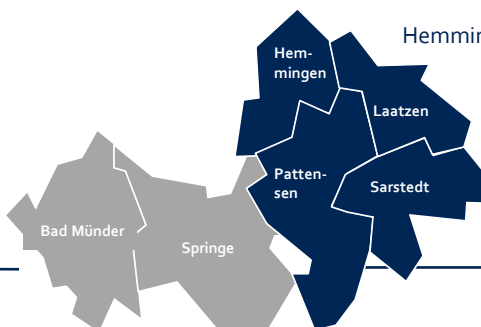 Hemmin
Hem-
mingen
Laatzen
Patten-
sen
Sarstedt
Bad Münder
Springe